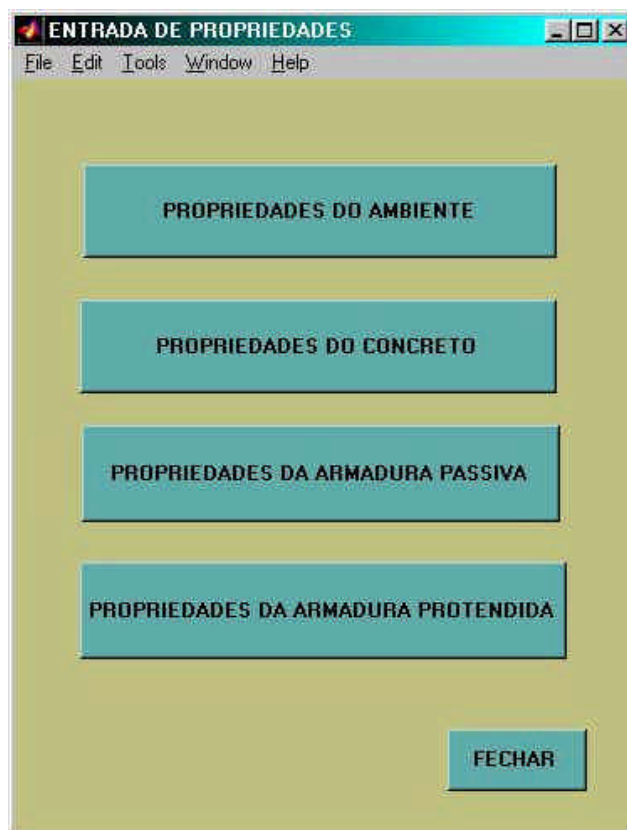 ENTRADA DE PROPRIEDADES
File Edit Tools Window Help
PROPRIEDADES DO AMBIENTE
PROPRIEDADES DO CONCRETO
PROPRIEDADES DA ARMADURA PASSIVA
PROPRIEDADES DA ARMADURA PROTENDIDA
FECHAR